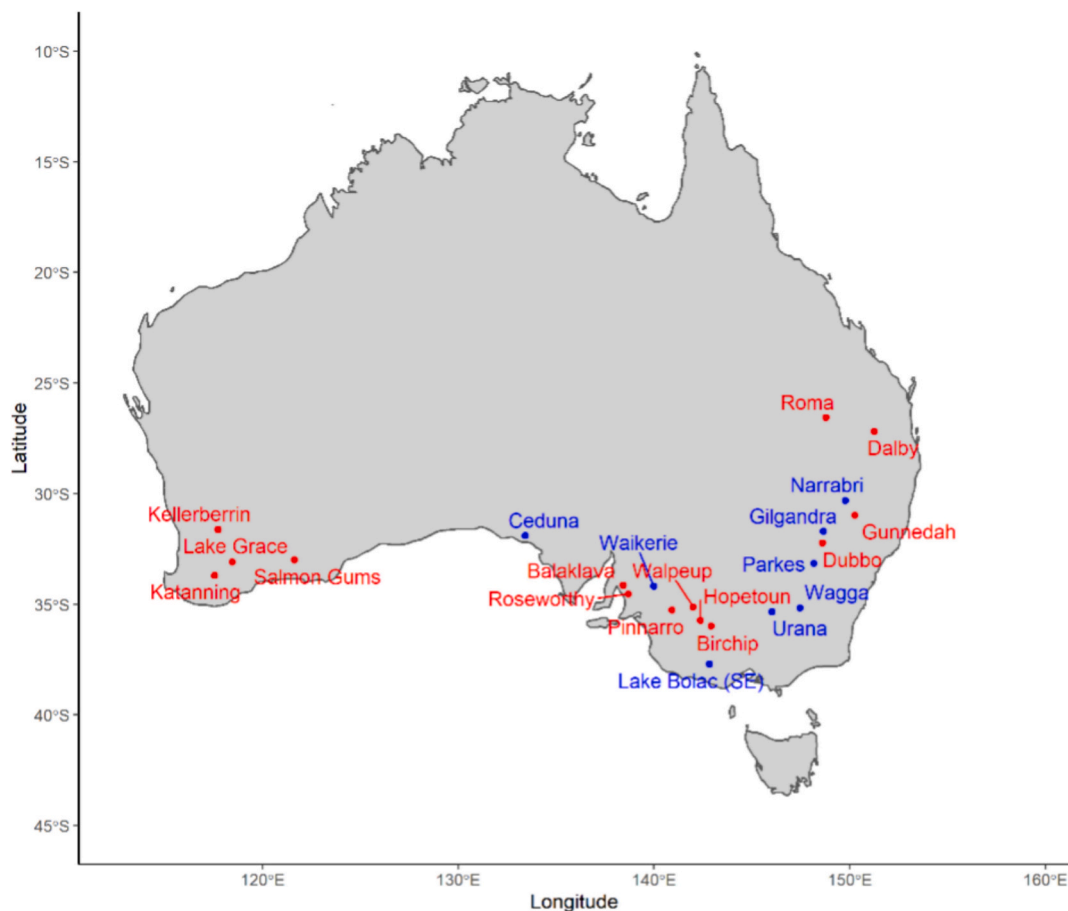 10°S
15°S
20°S
25°S
Roma
Dalby
Narrabri
30°S
Kellerberrin
Ceduna
Gilgandra
Gunnedah
Lake Grace
Waikerie
Dubbo
Salmon Gums
Balaklava
Walpeup
Parkes
Katanning
Roseworthy
Hopetoun
Wagga
35°S
Pinnarro
Birchip
Urana
Lake Bolac (SE)
40°S
45°S
120°E
130°E
140°E
150°E
160°E
Longitude
Latitude